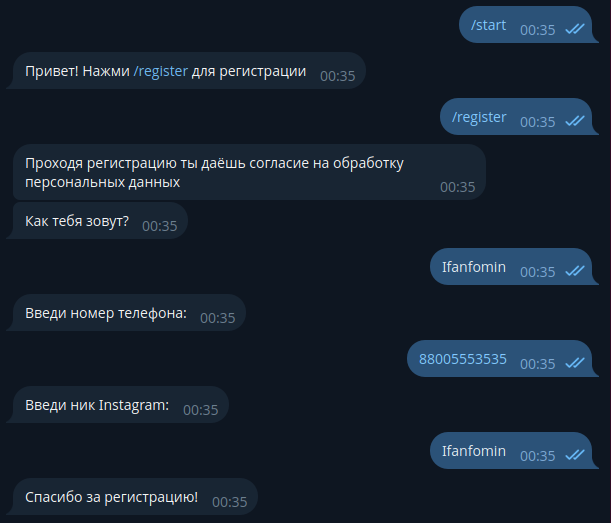 /start 00:35
Привет! Нажми /register для регистрации 00:35
/register 00:35
Проходя регистрацию ты даёшь согласие на обработку
персональных данных 00:35
Как тебя зовут? 00:35
Ifanfomin 00:35
Введи номер телефона: 00:35
88005553535 00:35
Введи ник Instagram: 00:35
Ifanfomin 00:35
Спасибо за регистрацию! 00:35